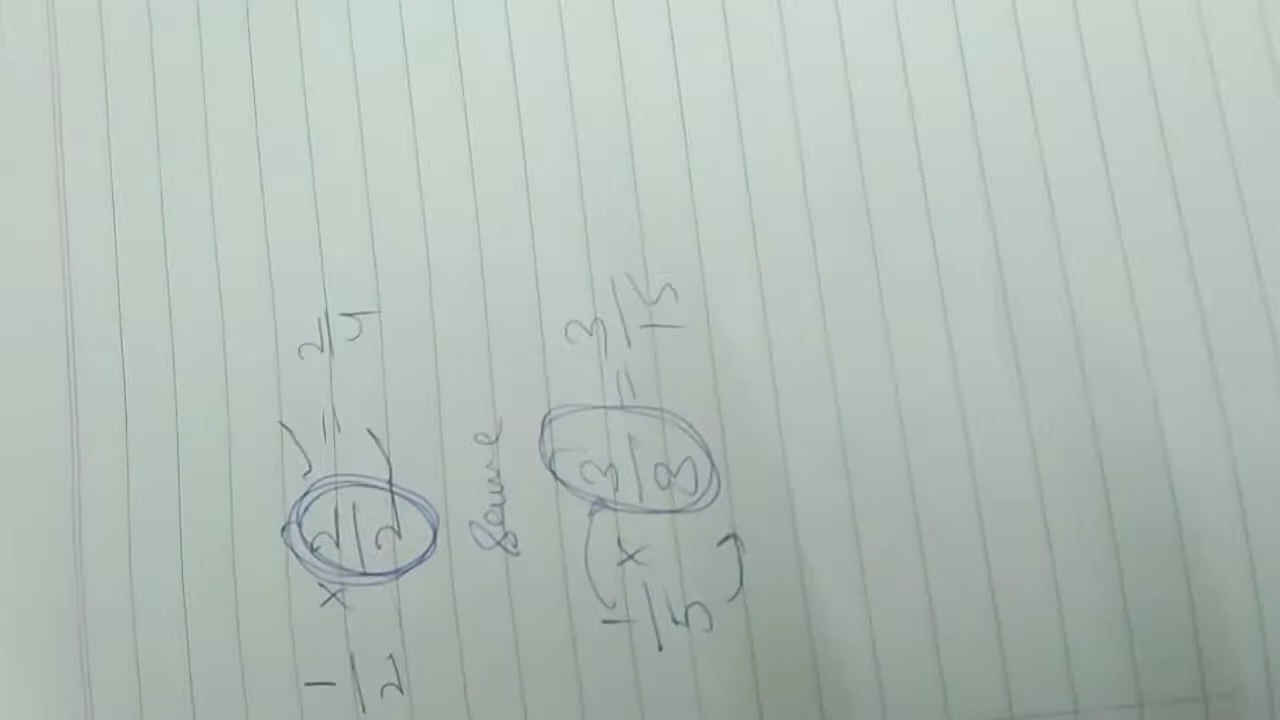 1/2 × 2/2 = 2/4
Same
1/5 × 3/3 = 3/15